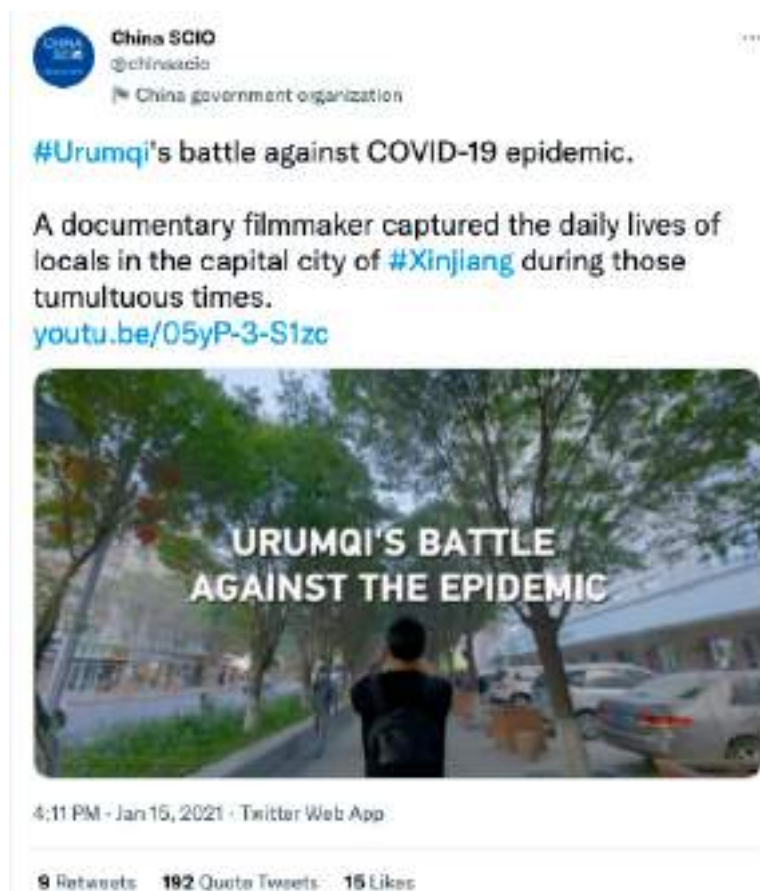 China SCIO
@chinascio
China government organization
#Urumqi's battle against COVID-19 epidemic.
A documentary filmmaker captured the daily lives of
locals in the capital city of #Xinjiang during those
tumultuous times.
youtu.be/05yP-3-S1zc
URUMQI'S BATTLE
AGAINST THE EPIDEMIC
4:11 PM · Jan 15, 2021 · Twitter Web App
9 Retweets 192 Quote Tweets 15 Likes